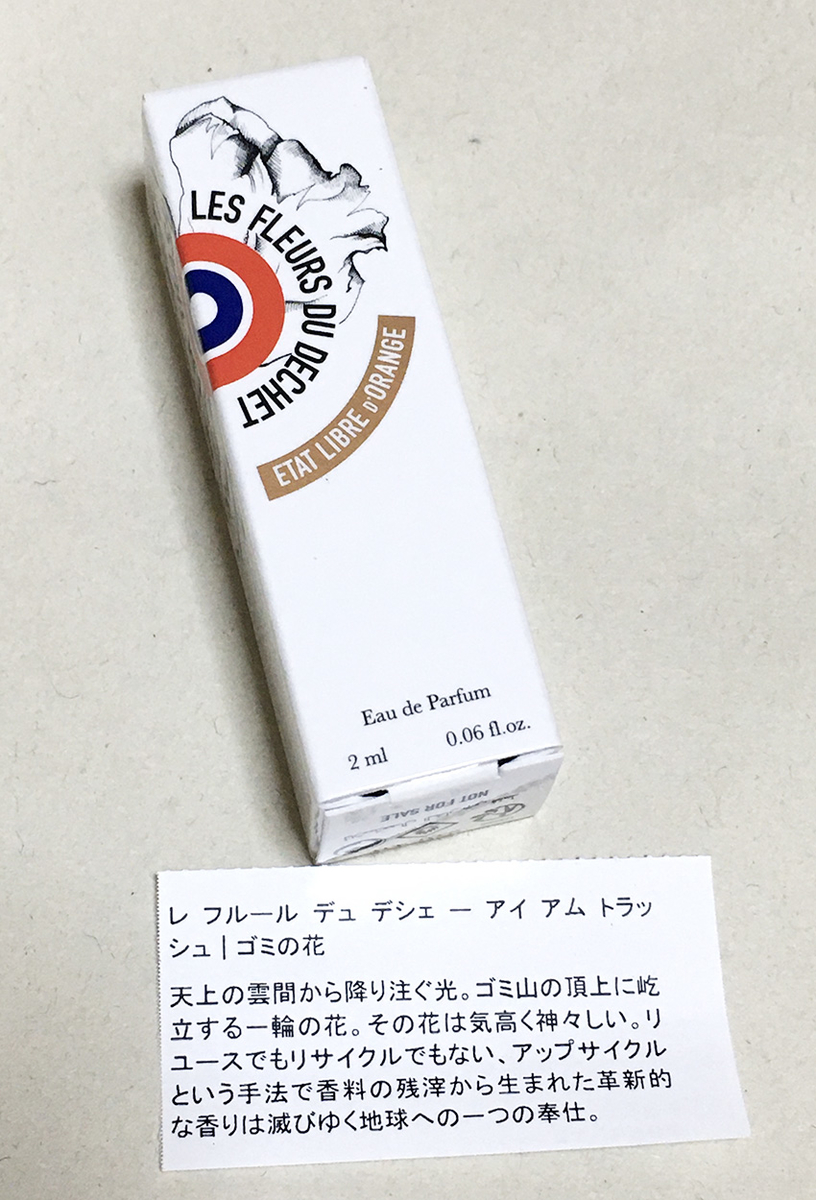 LES FLEURS DU DECHET
ETAT LIBRE D'ORANGE
Eau de Parfum
2 ml 0.06 fl.oz.
NOT FOR SALE
レ フルール デュ デシェ ー アイ アム トラッ
シュ | ゴミの花
天上の雲間から降り注ぐ光。ゴミ山の頂上に屹
立する一輪の花。その花は気高く神々しい。リ
ユースでもリサイクルでもない、アップサイクル
という手法で香料の残滓から生まれた革新的
な香りは滅びゆく地球への一つの奉仕。